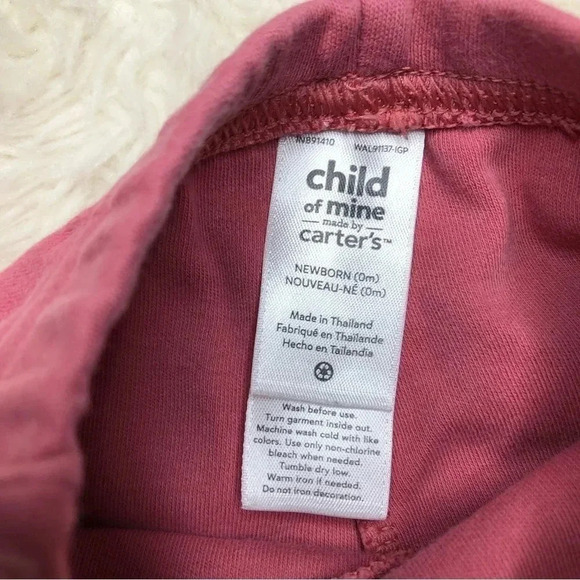 IN891410 WAL91137-IGP
child
of mine
made by
carter's™
NEWBORN (0m)
NOUVEAU-NÉ (0m)
Made in Thailand
Fabriqué en Thaïlande
Hecho en Tailandia
Wash before use.
Turn garment inside out.
Machine wash cold with like
colors. Use only non-chlorine
bleach when needed.
Tumble dry low.
Warm iron if needed.
Do not iron decoration.